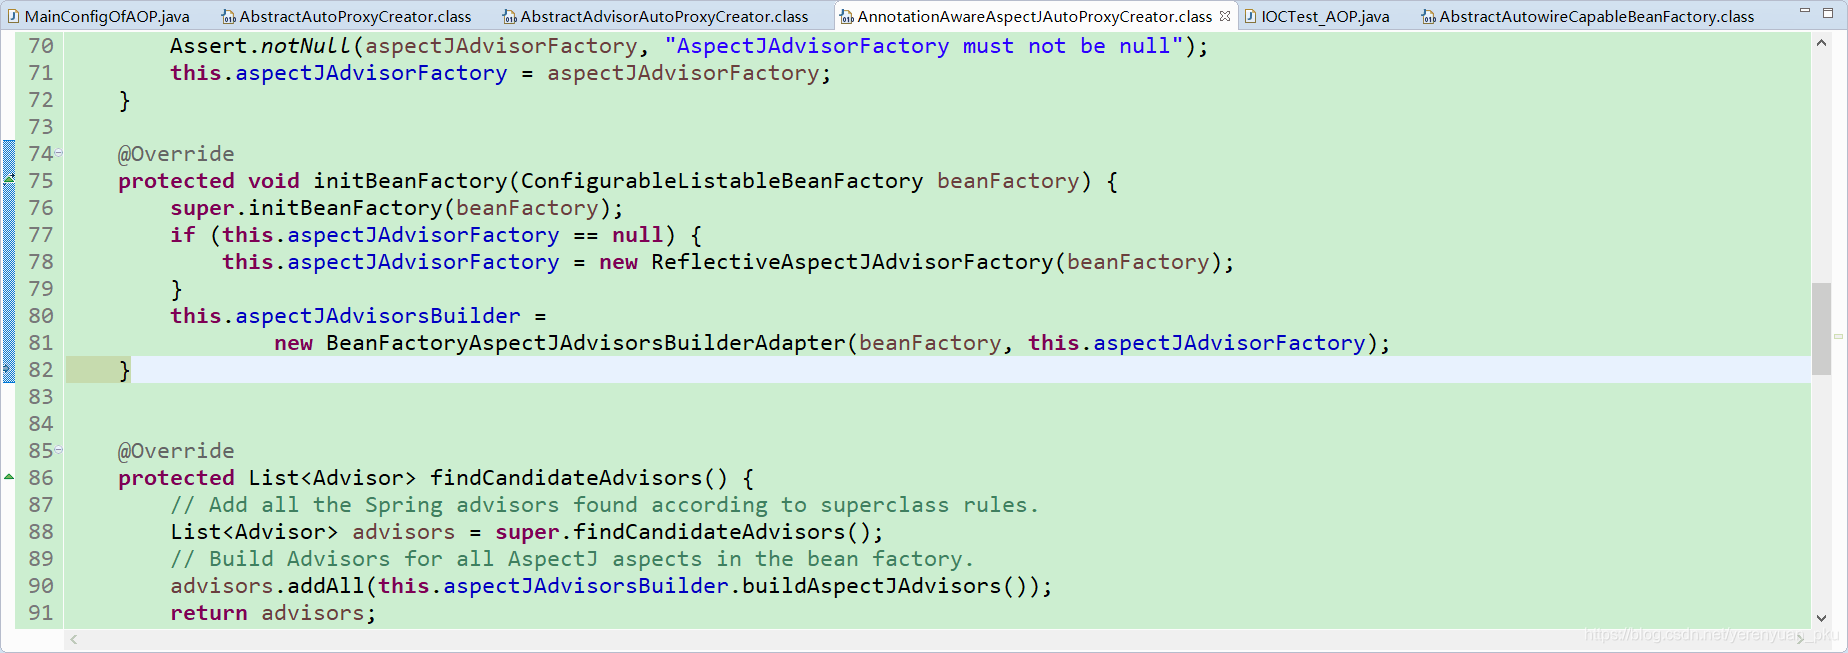 MainConfigOfAOP.java AbstractAutoProxyCreator.class AbstractAdvisorAutoProxyCreator.class AnnotationAwareAspectJAutoProxyCreator.class IOCTest_AOP.java AbstractAutowireCapableBeanFactory.class
70 Assert.notNull(aspectJAdvisorFactory, "AspectJAdvisorFactory must not be null");
71 this.aspectJAdvisorFactory = aspectJAdvisorFactory;
72 }
73
74 @Override
75 protected void initBeanFactory(ConfigurableListableBeanFactory beanFactory) {
76 super.initBeanFactory(beanFactory);
77 if (this.aspectJAdvisorFactory == null) {
78 this.aspectJAdvisorFactory = new ReflectiveAspectJAdvisorFactory(beanFactory);
79 }
80 this.aspectJAdvisorsBuilder =
81 new BeanFactoryAspectJAdvisorsBuilderAdapter(beanFactory, this.aspectJAdvisorFactory);
82 }
83
84
85 @Override
86 protected List<Advisor> findCandidateAdvisors() {
87 // Add all the Spring advisors found according to superclass rules.
88 List<Advisor> advisors = super.findCandidateAdvisors();
89 // Build Advisors for all AspectJ aspects in the bean factory.
90 advisors.addAll(this.aspectJAdvisorsBuilder.buildAspectJAdvisors());
91 return advisors;
https://blog.csdn.net/yerenyuan_pku